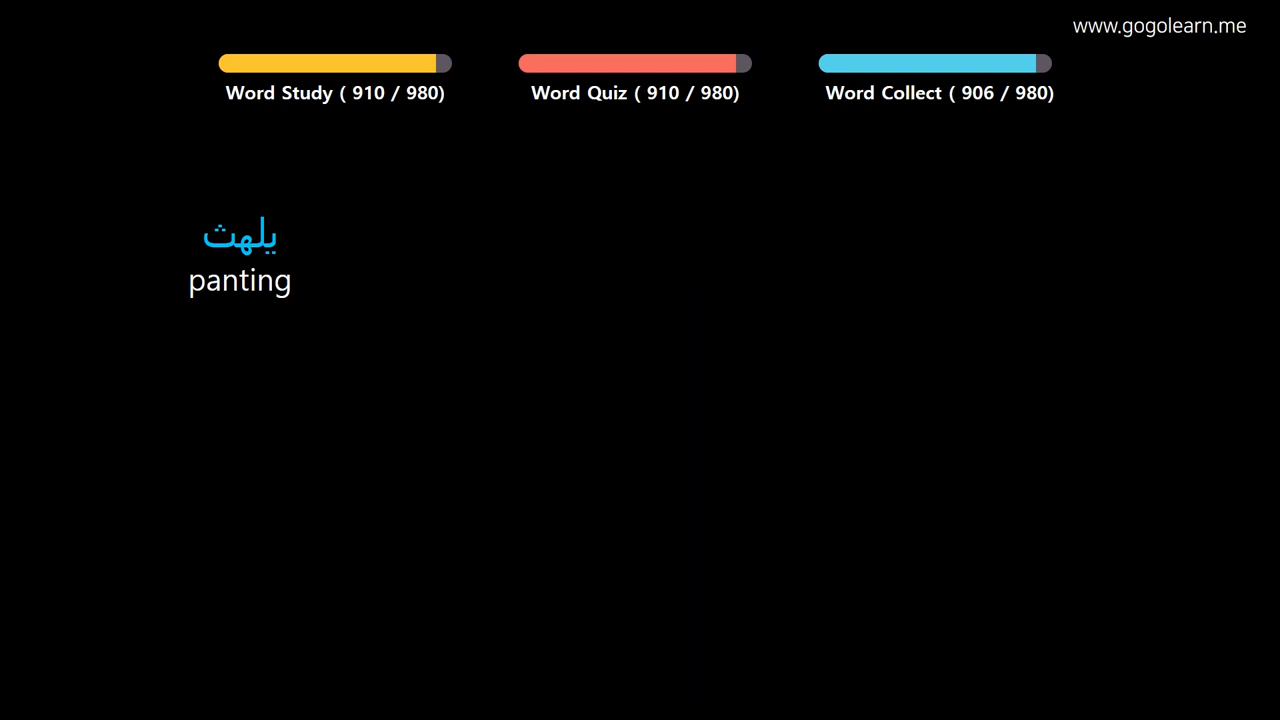 www.gogolearn.me
Word Study ( 910 / 980)
Word Quiz ( 910 / 980)
Word Collect ( 906 / 980)
يلهث
panting